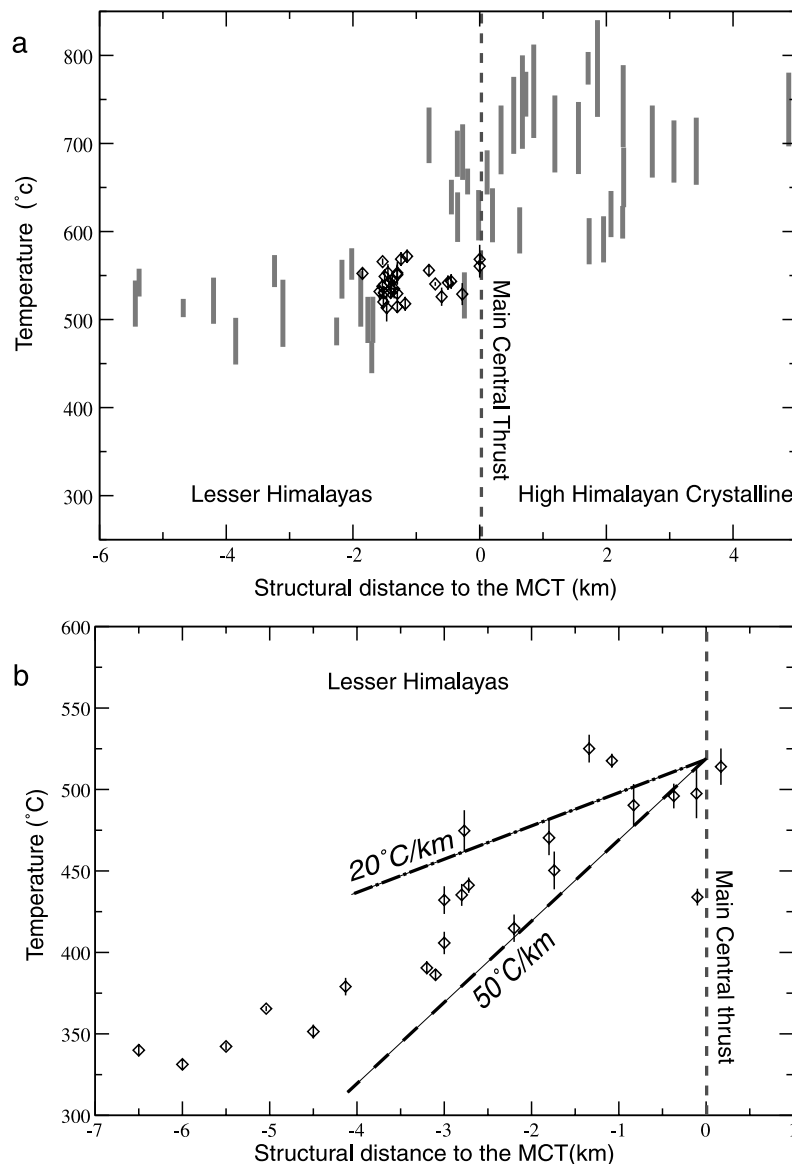 a
800
700
600
500
400
300
Temperature (˚c)
Main Central Thrust
Lesser Himalayas
High Himalayan Crystalline
-6
-4
-2
0
2
4
Structural distance to the MCT (km)
b
600
550
500
450
400
350
300
Temperature (˚C)
Lesser Himalayas
20˚C/km
50˚C/km
Main Central thrust
-7
-6
-5
-4
-3
-2
-1
0
1
Structural distance to the MCT(km)